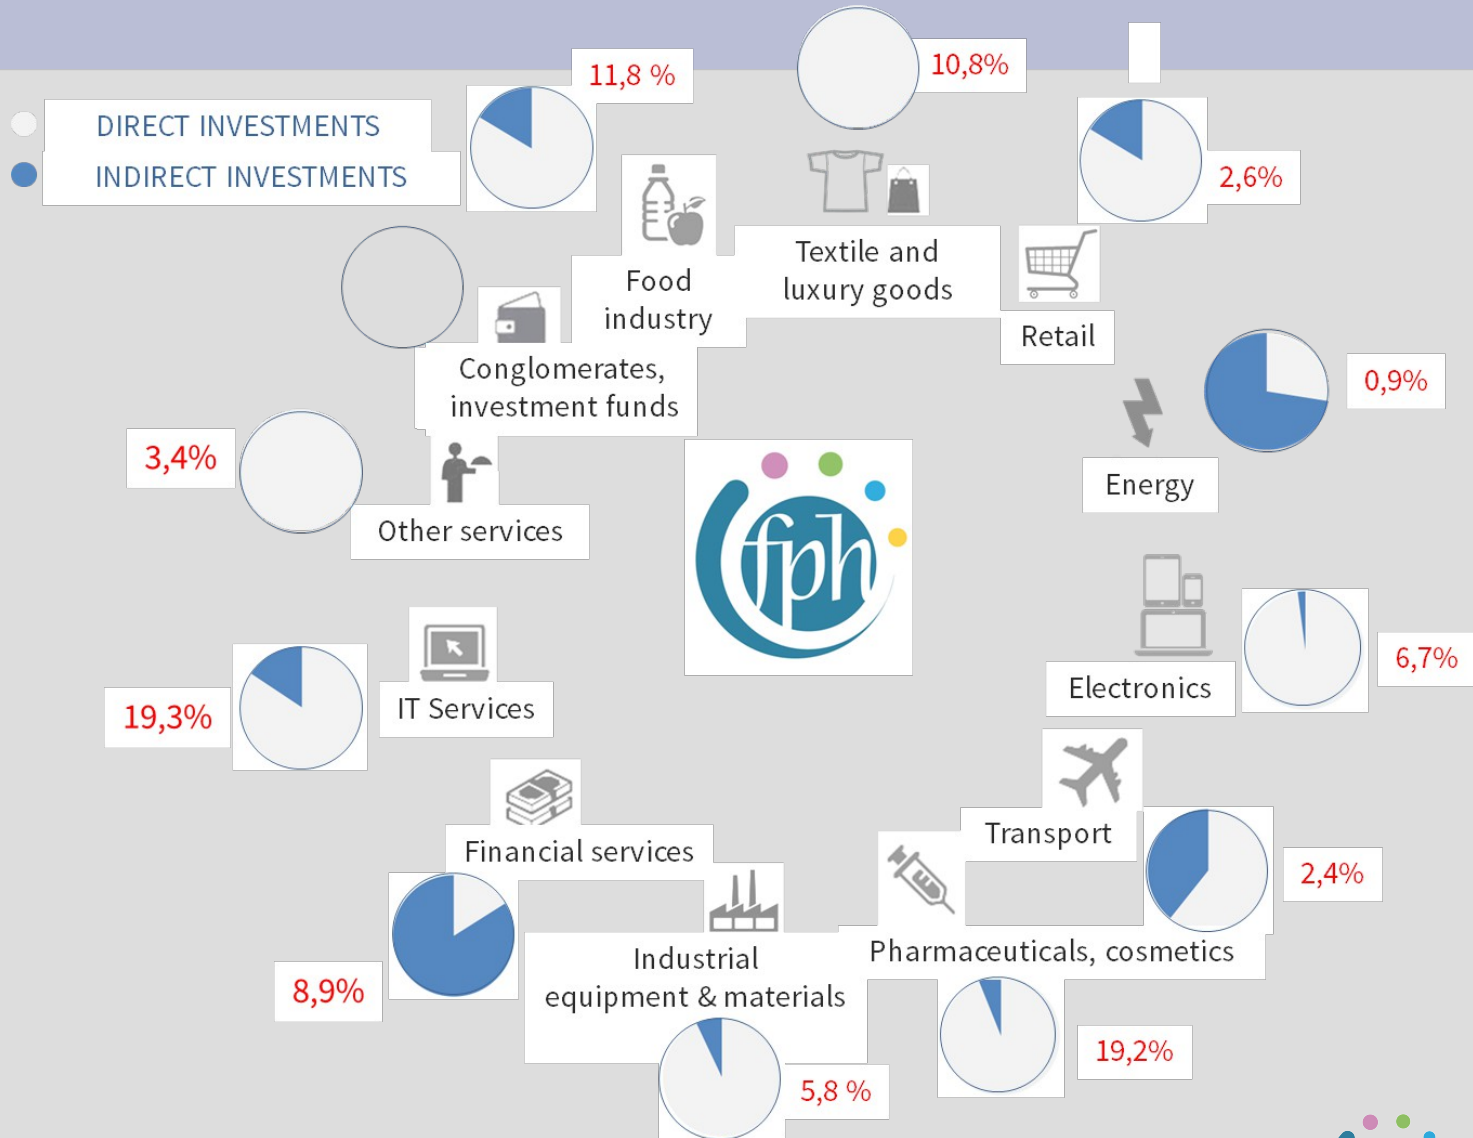 DIRECT INVESTMENTS
INDIRECT INVESTMENTS
11,8 %
10,8%
2,6%
Food
industry
Textile and
luxury goods
Retail
Conglomerates,
investment funds
0,9%
3,4%
Other services
Energy
fph
6,7%
Electronics
19,3%
IT Services
Financial services
Transport
2,4%
8,9%
Industrial
equipment & materials
Pharmaceuticals, cosmetics
5,8 %
19,2%